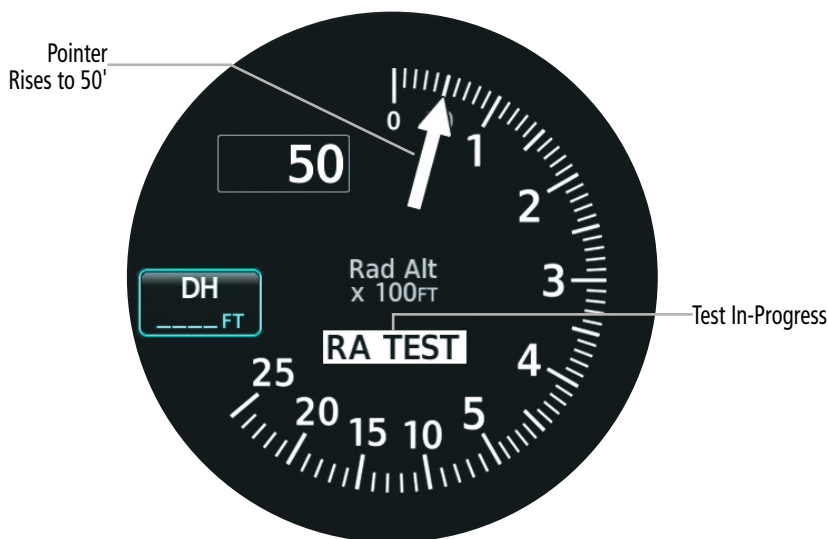 Pointer
Rises to 50'
0
1
50
2
Rad Alt
x 100FT
3
DH
____FT
Test In-Progress
RA TEST
4
25
20
15
10
5